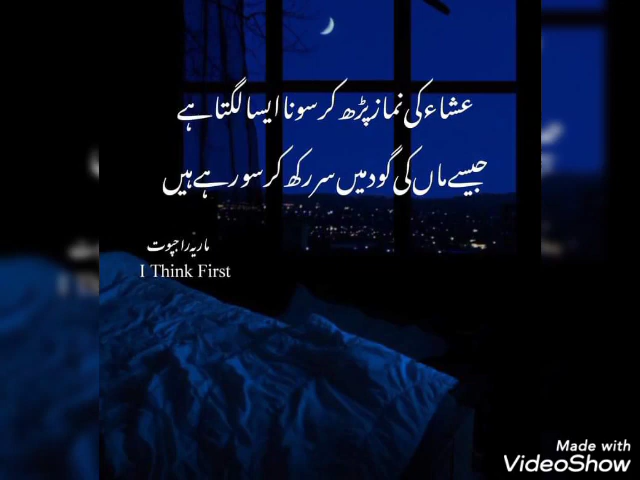 عشاء کی نماز پڑھ کر سونا ایسا لگتا ہے
جیسے ماں کی گود میں سر رکھ کر سو رہے ہیں
ماریہ راجپوت
I Think First
Made with
VideoShow